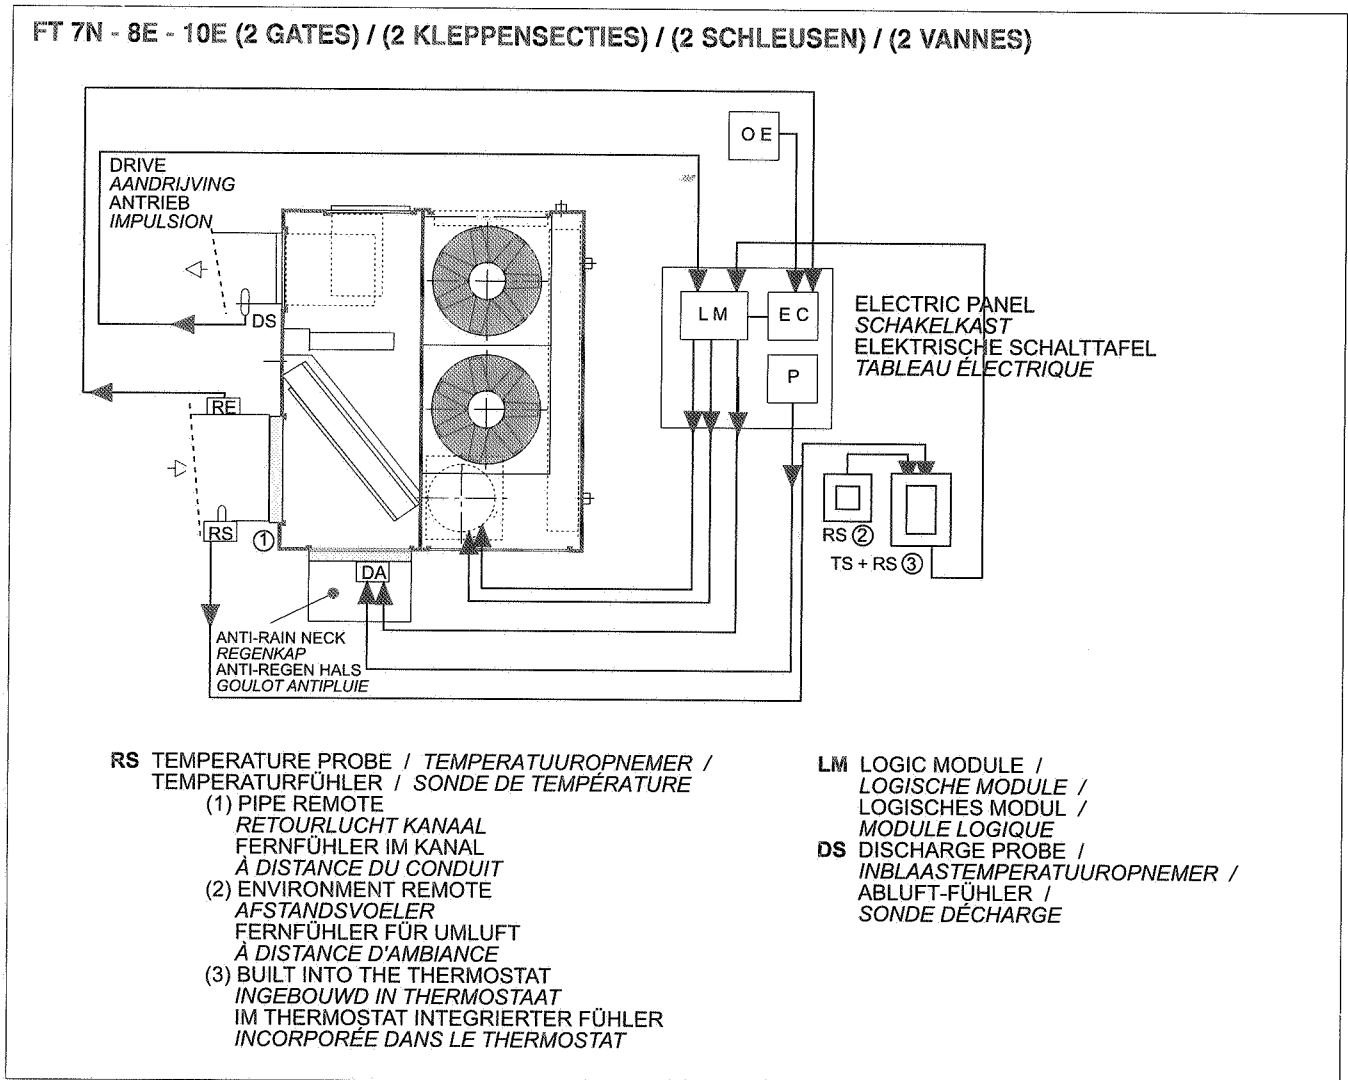 FT 7N - 8E - 10E (2 GATES) / (2 KLEPPENSECTIES) / (2 SCHLEUSEN) / (2 VANNES)
O E
DRIVE
AANDRIJVING
ANTRIEB
IMPULSION
DS
L M
E C
P
ELECTRIC PANEL
SCHAKELKAST
ELEKTRISCHE SCHALTTAFEL
TABLEAU ÉLECTRIQUE
RE
RS
1
RS 2
TS + RS 3
DA
ANTI-RAIN NECK
REGENKAP
ANTI-REGEN HALS
GOULOT ANTIPLUIE
RS TEMPERATURE PROBE / TEMPERATUUROPNEMER /
TEMPERATURFÜHLER / SONDE DE TEMPÉRATURE
(1) PIPE REMOTE
RETOURLUCHT KANAAL
FERNFÜHLER IM KANAL
À DISTANCE DU CONDUIT
(2) ENVIRONMENT REMOTE
AFSTANDSVOELER
FERNFÜHLER FÜR UMLUFT
À DISTANCE D'AMBIANCE
(3) BUILT INTO THE THERMOSTAT
INGEBOUWD IN THERMOSTAAT
IM THERMOSTAT INTEGRIERTER FÜHLER
INCORPORÉE DANS LE THERMOSTAT
LM LOGIC MODULE /
LOGISCHE MODULE /
LOGISCHES MODUL /
MODULE LOGIQUE
DS DISCHARGE PROBE /
INBLAASTEMPERATUUROPNEMER /
ABLUFT-FÜHLER /
SONDE DÉCHARGE